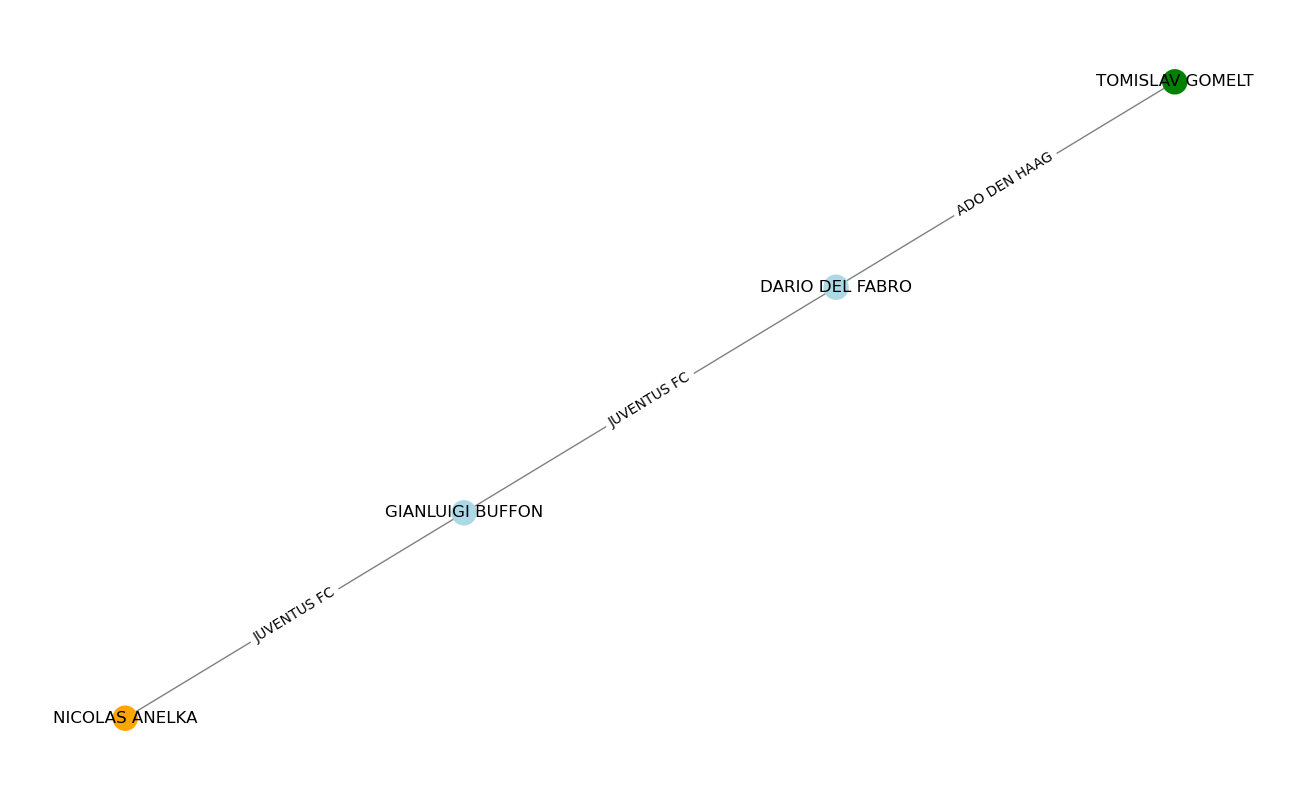 TOMISLAV GOMELT
ADO DEN HAAG
DARIO DEL FABRO
JUVENTUS FC
GIANLUIGI BUFFON
JUVENTUS FC
NICOLAS ANELKA